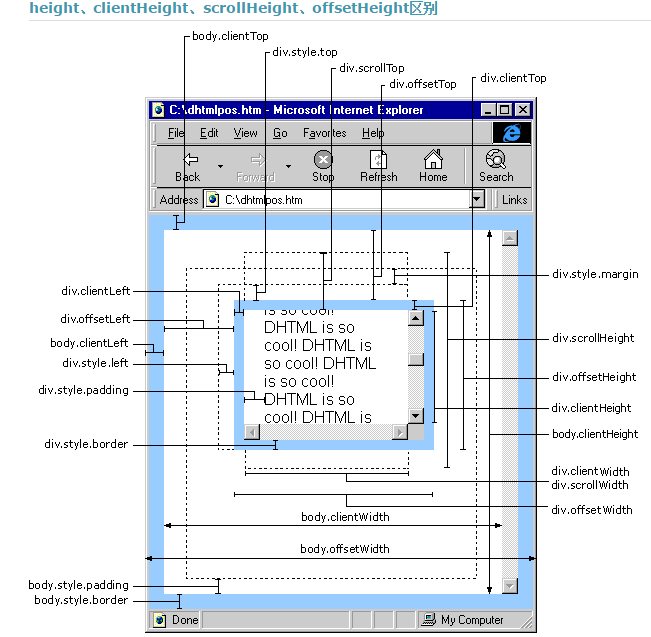 height、clientHeight、scrollHeight、offsetHeight区别
body.clientTop
div.style.top
div.scrollTop
div.offsetTop
div.clientTop
C:\dhtmlpos.htm - Microsoft Internet Explorer
File Edit View Go Favorites Help
Back Forward Stop Refresh Home Search
Address C:\dhtmlpos.htm Links
div.style.margin
div.clientLeft
div.offsetLeft
body.clientLeft
div.style.left
div.style.padding
div.style.border
is so cool!
DHTML is so
cool! DHTML is
so cool! DHTML
is so cool!
DHTML is so
cool! DHTML is
div.scrollHeight
div.offsetHeight
div.clientHeight
body.clientHeight
div.clientWidth
div.scrollWidth
div.offsetWidth
body.clientWidth
body.offsetWidth
body.style.padding
body.style.border
Done My Computer